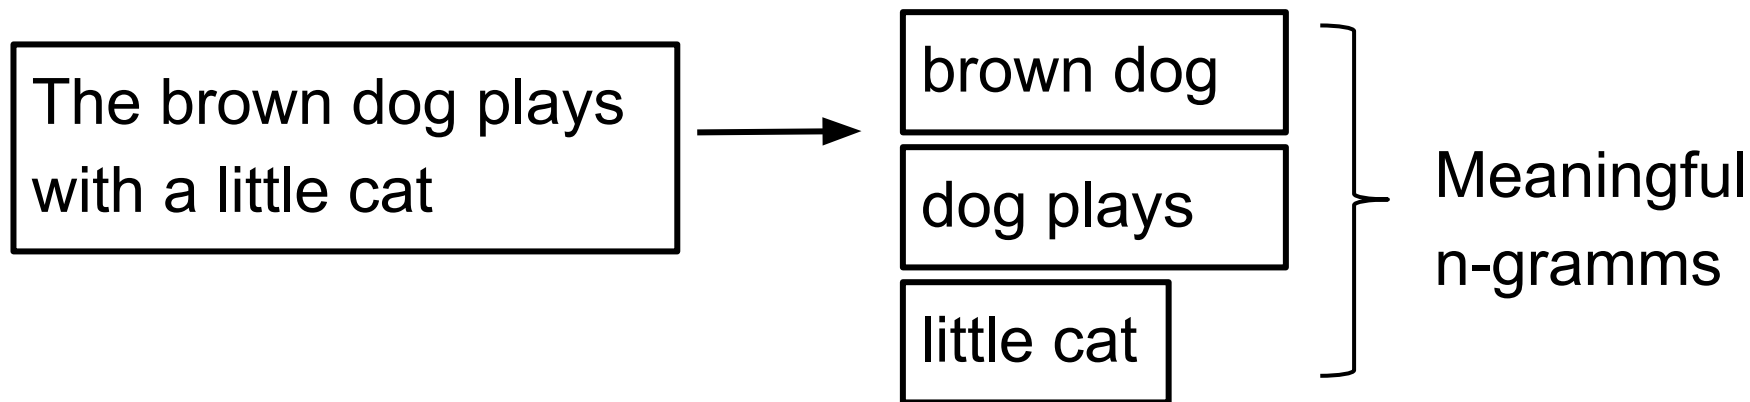 The brown dog plays
with a little cat
brown dog
dog plays
little cat
Meaningful
n-gramms